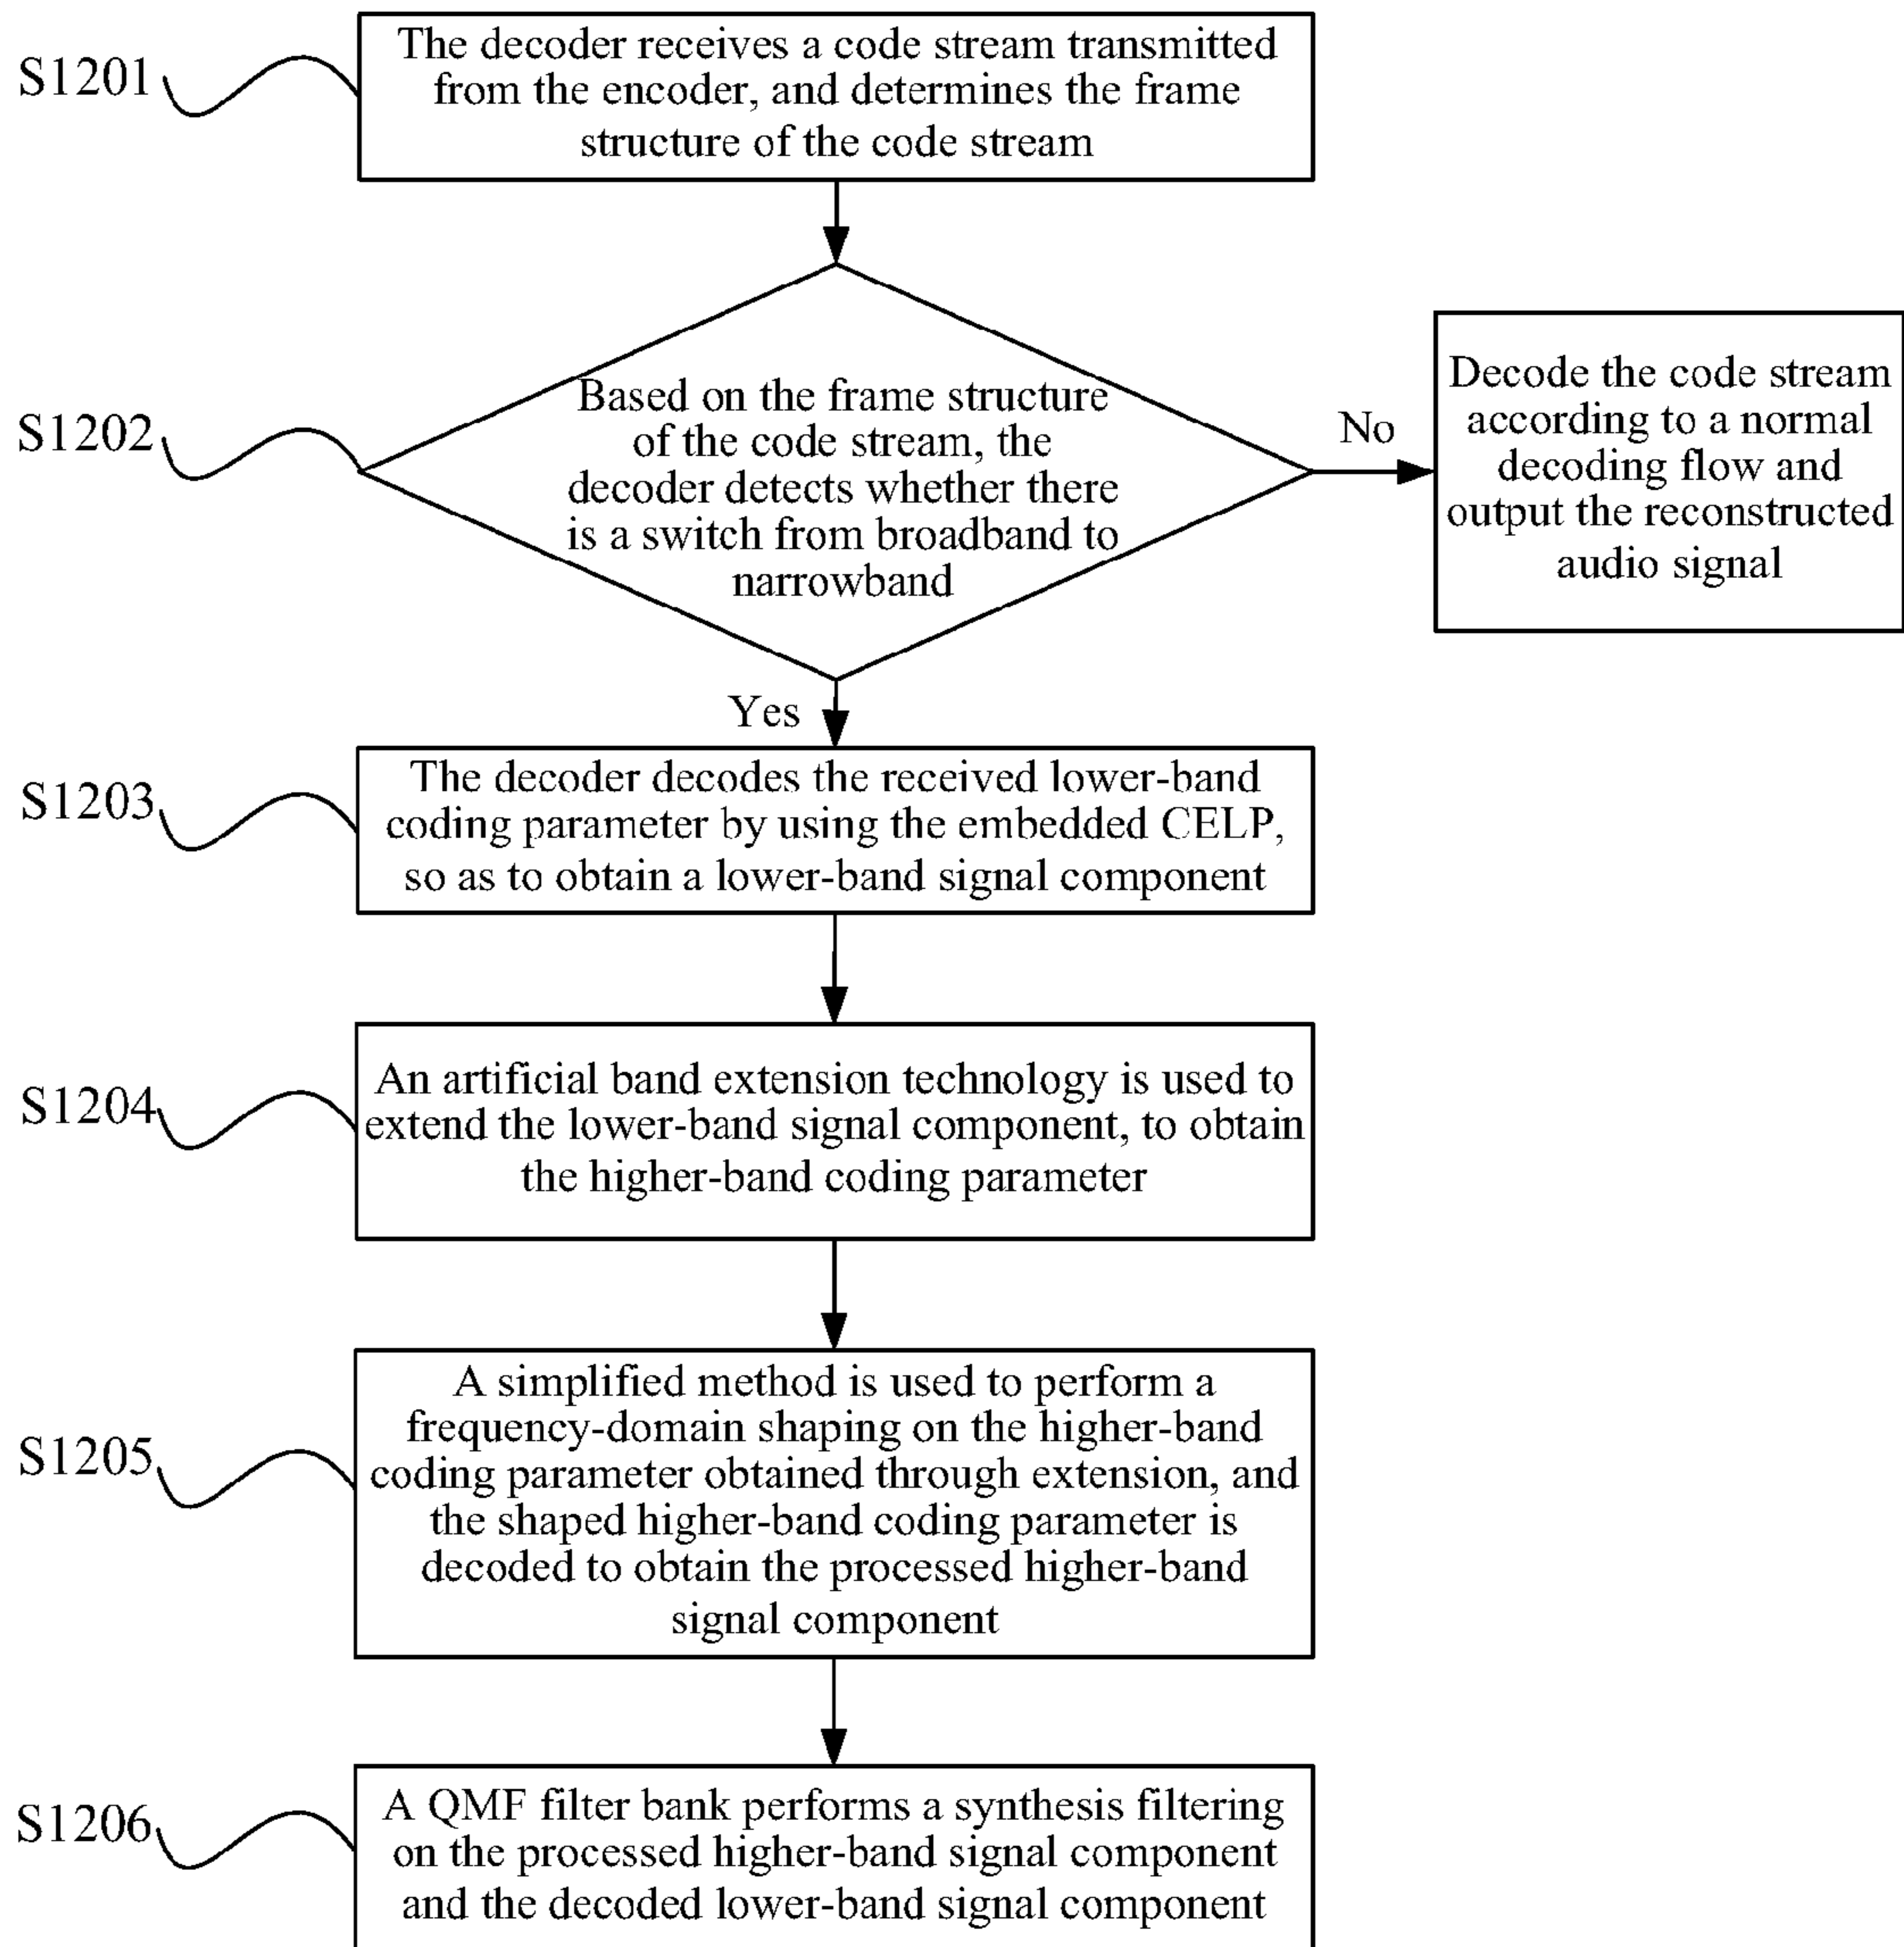 S1201
The decoder receives a code stream transmitted
from the encoder, and determines the frame
structure of the code stream
S1202
Based on the frame structure
of the code stream, the
decoder detects whether there
is a switch from broadband to
narrowband
No
Decode the code stream
according to a normal
decoding flow and
output the reconstructed
audio signal
Yes
S1203
The decoder decodes the received lower-band
coding parameter by using the embedded CELP,
so as to obtain a lower-band signal component
S1204
An artificial band extension technology is used to
extend the lower-band signal component, to obtain
the higher-band coding parameter
S1205
A simplified method is used to perform a
frequency-domain shaping on the higher-band
coding parameter obtained through extension, and
the shaped higher-band coding parameter is
decoded to obtain the processed higher-band
signal component
S1206
A QMF filter bank performs a synthesis filtering
on the processed higher-band signal component
and the decoded lower-band signal component